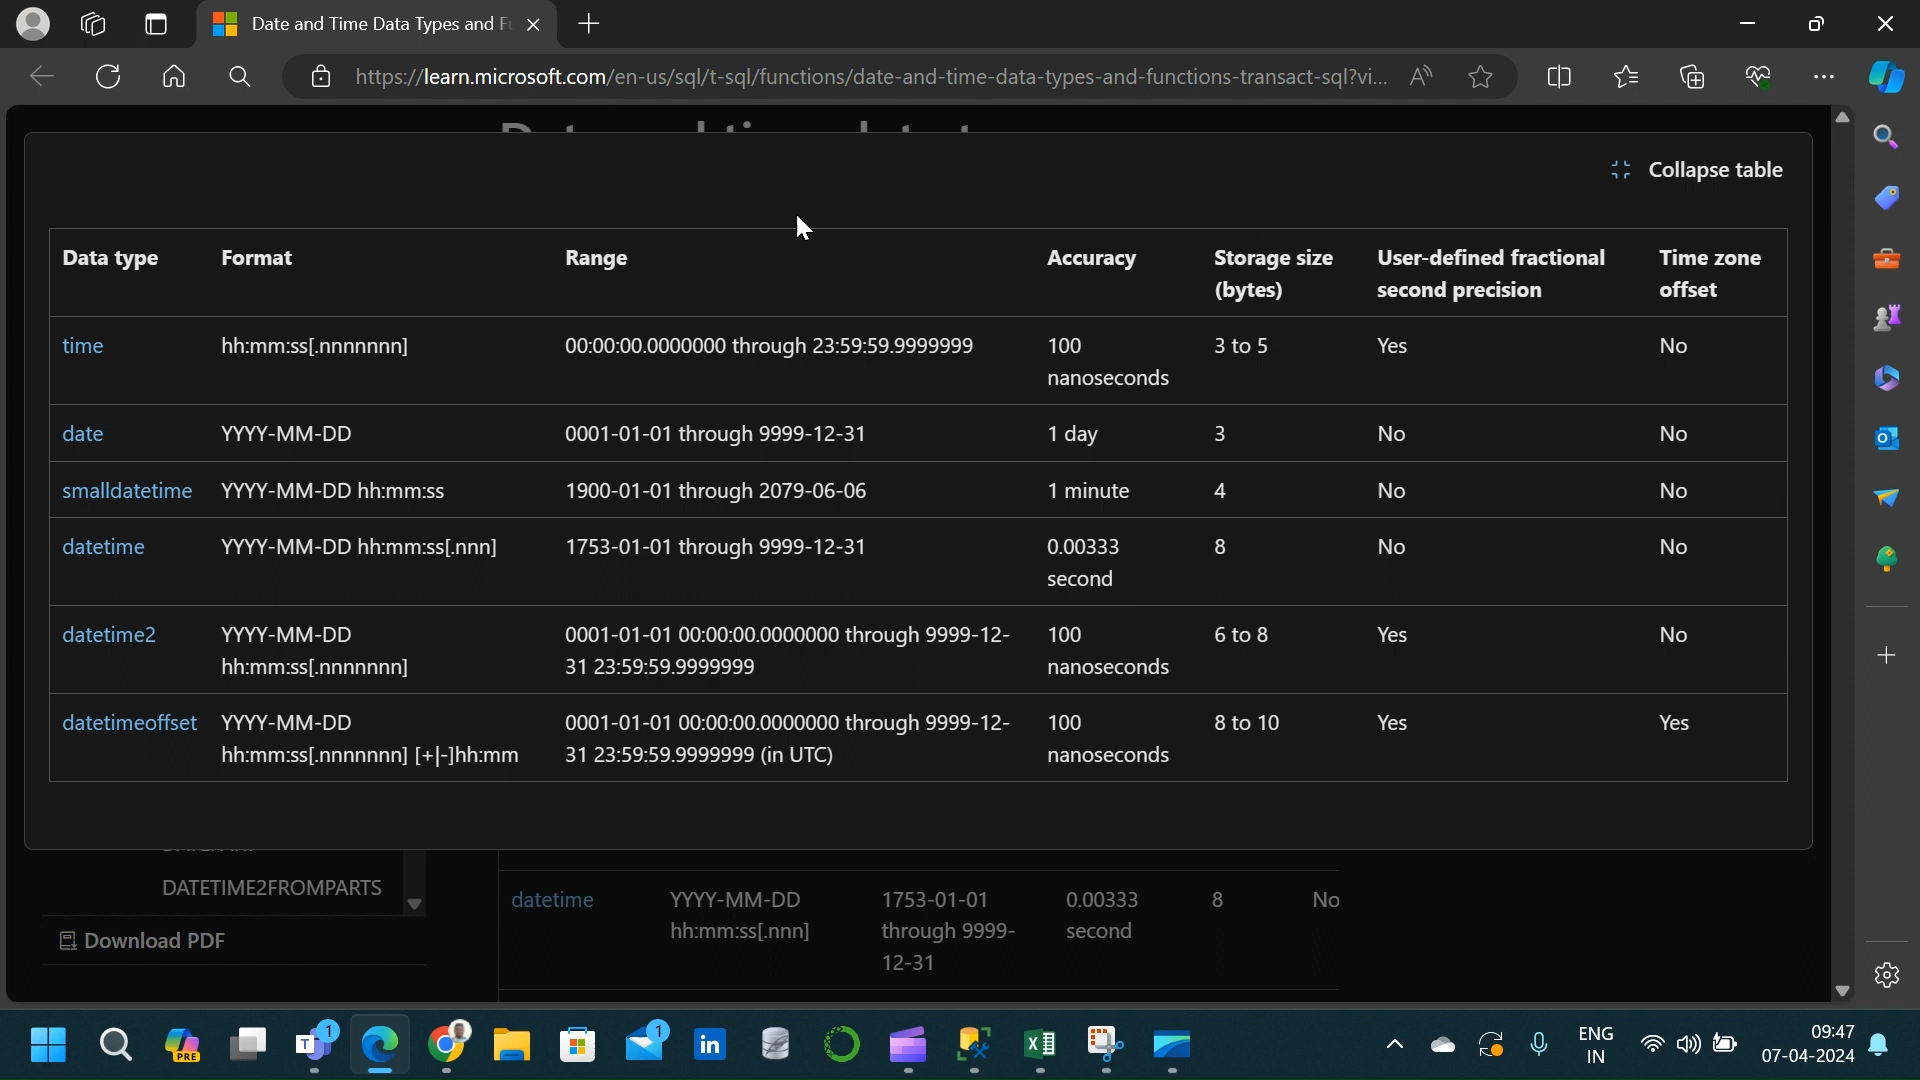 Date and Time Data Types and F
https://learn.microsoft.com/en-us/sql/t-sql/functions/date-and-time-data-types-and-functions-transact-sql?vi...
Collapse table
Data type Format Range Accuracy Storage size (bytes) User-defined fractional second precision Time zone offset
time hh:mm:ss[.nnnnnnn] 00:00:00.0000000 through 23:59:59.9999999 100 nanoseconds 3 to 5 Yes No
date YYYY-MM-DD 0001-01-01 through 9999-12-31 1 day 3 No No
smalldatetime YYYY-MM-DD hh:mm:ss 1900-01-01 through 2079-06-06 1 minute 4 No No
datetime YYYY-MM-DD hh:mm:ss[.nnn] 1753-01-01 through 9999-12-31 0.00333 second 8 No No
datetime2 YYYY-MM-DD hh:mm:ss[.nnnnnnn] 0001-01-01 00:00:00.0000000 through 9999-12-31 23:59:59.9999999 100 nanoseconds 6 to 8 Yes No
datetimeoffset YYYY-MM-DD hh:mm:ss[.nnnnnnn] [+|-]hh:mm 0001-01-01 00:00:00.0000000 through 9999-12-31 23:59:59.9999999 (in UTC) 100 nanoseconds 8 to 10 Yes Yes
DATETIME2FROMPARTS
Download PDF
datetime YYYY-MM-DD 1753-01-01 0.00333 8 No
hh:mm:ss[.nnn] through 9999- second
12-31
PRE
1
1
ENG
IN
09:47
07-04-2024